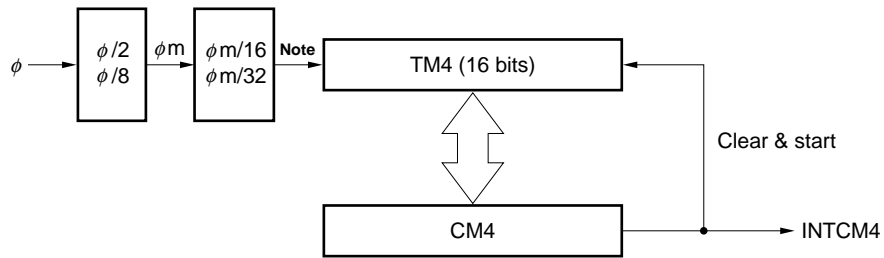 φ
φ/2
φ/8
φm
φm/16
φm/32
Note
TM4 (16 bits)
Clear & start
CM4
INTCM4